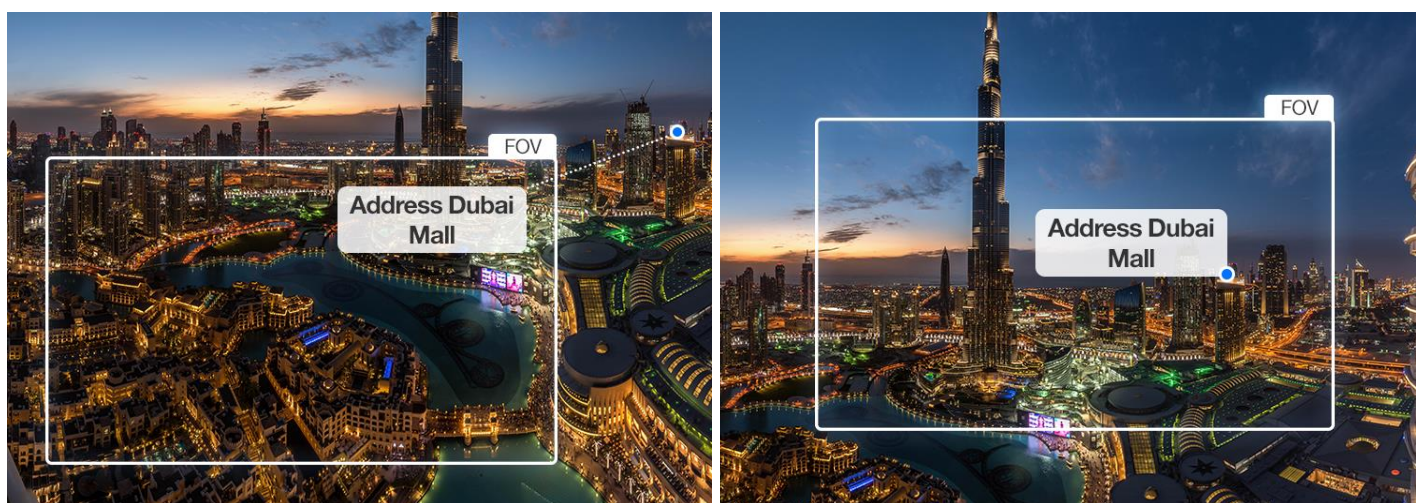 FOV
Address Dubai
Mall
FOV
Address Dubai
Mall